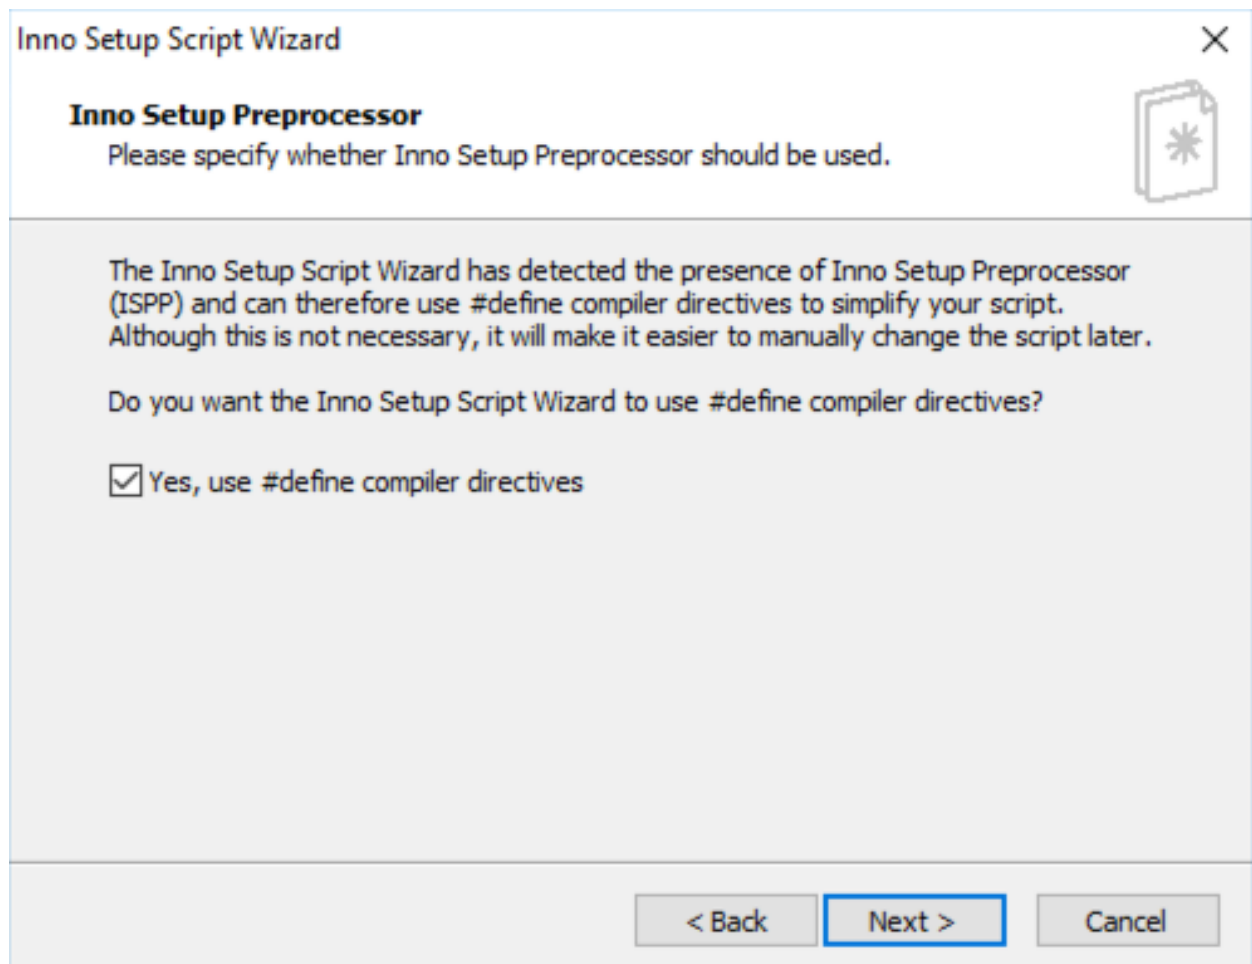 Inno Setup Script Wizard
Inno Setup Preprocessor
Please specify whether Inno Setup Preprocessor should be used.
The Inno Setup Script Wizard has detected the presence of Inno Setup Preprocessor
(ISPP) and can therefore use #define compiler directives to simplify your script.
Although this is not necessary, it will make it easier to manually change the script later.
Do you want the Inno Setup Script Wizard to use #define compiler directives?
Yes, use #define compiler directives
< Back Next > Cancel